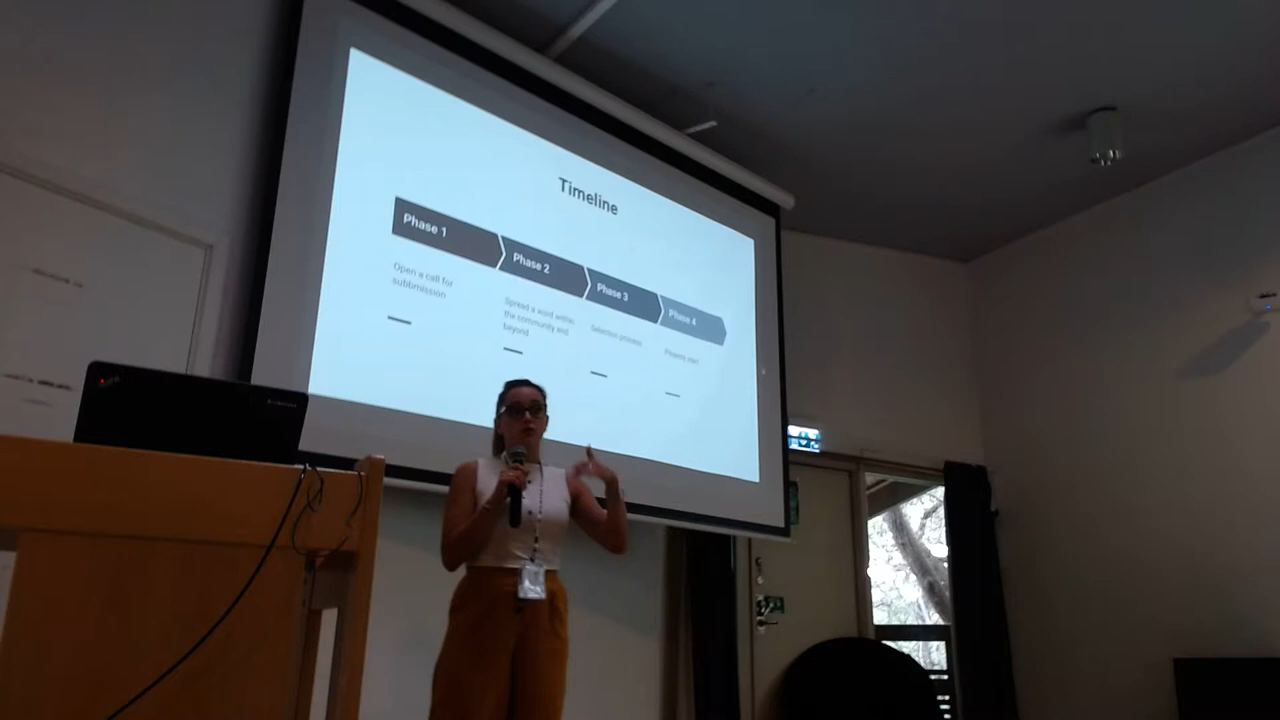 Timeline
Phase 1
Phase 2
Phase 3
Phase 4
Open a call for
subbmission
Spread a word within
the community and
beyond
Selection process
Projects start